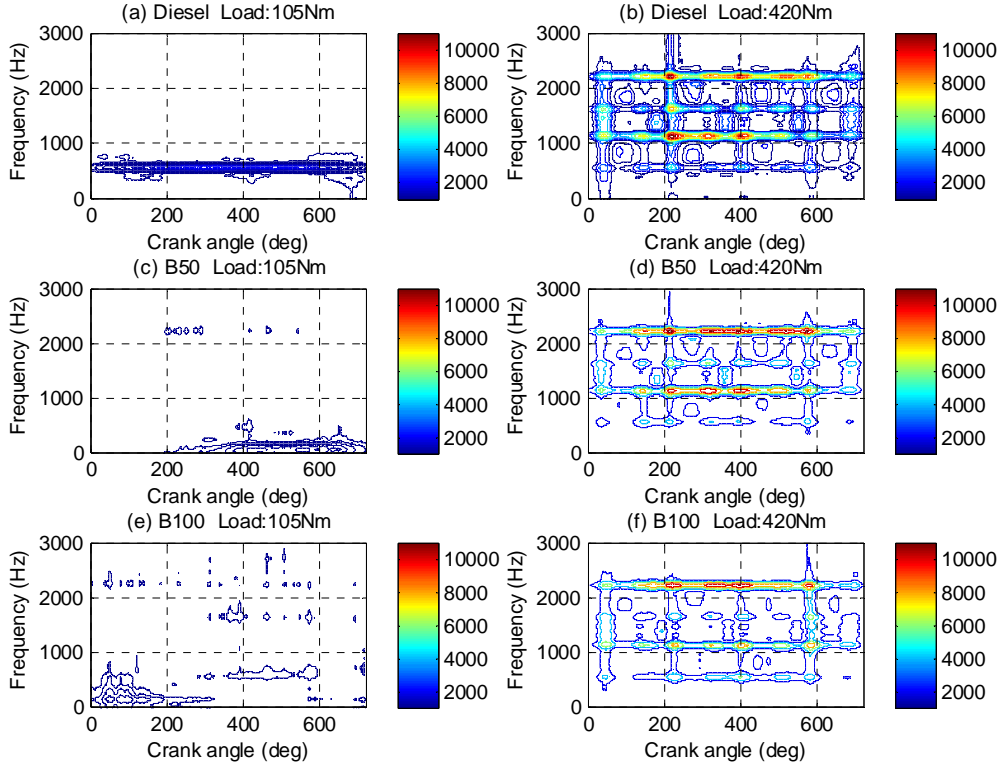 (a) Diesel Load:105Nm
3000
2000
1000
0
Frequency (Hz)
0 200 400 600
Crank angle (deg)
10000
8000
6000
4000
2000
(b) Diesel Load:420Nm
3000
2000
1000
0
Frequency (Hz)
0 200 400 600
Crank angle (deg)
10000
8000
6000
4000
2000
(c) B50 Load:105Nm
3000
2000
1000
0
Frequency (Hz)
0 200 400 600
Crank angle (deg)
10000
8000
6000
4000
2000
(d) B50 Load:420Nm
3000
2000
1000
0
Frequency (Hz)
0 200 400 600
Crank angle (deg)
10000
8000
6000
4000
2000
(e) B100 Load:105Nm
3000
2000
1000
0
Frequency (Hz)
0 200 400 600
Crank angle (deg)
10000
8000
6000
4000
2000
(f) B100 Load:420Nm
3000
2000
1000
0
Frequency (Hz)
0 200 400 600
Crank angle (deg)
10000
8000
6000
4000
2000